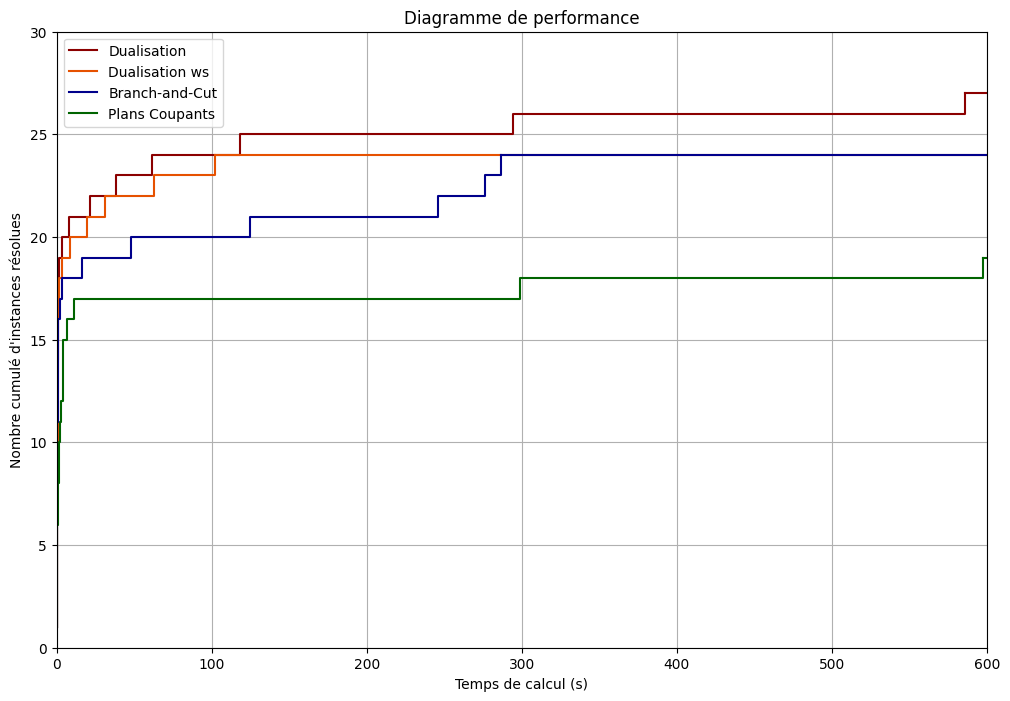 Diagramme de performance
Dualisation
Dualisation ws
Branch-and-Cut
Plans Coupants
Nombre cumulé d'instances résolues
30
25
20
15
10
5
0
0 100 200 300 400 500 600
Temps de calcul (s)